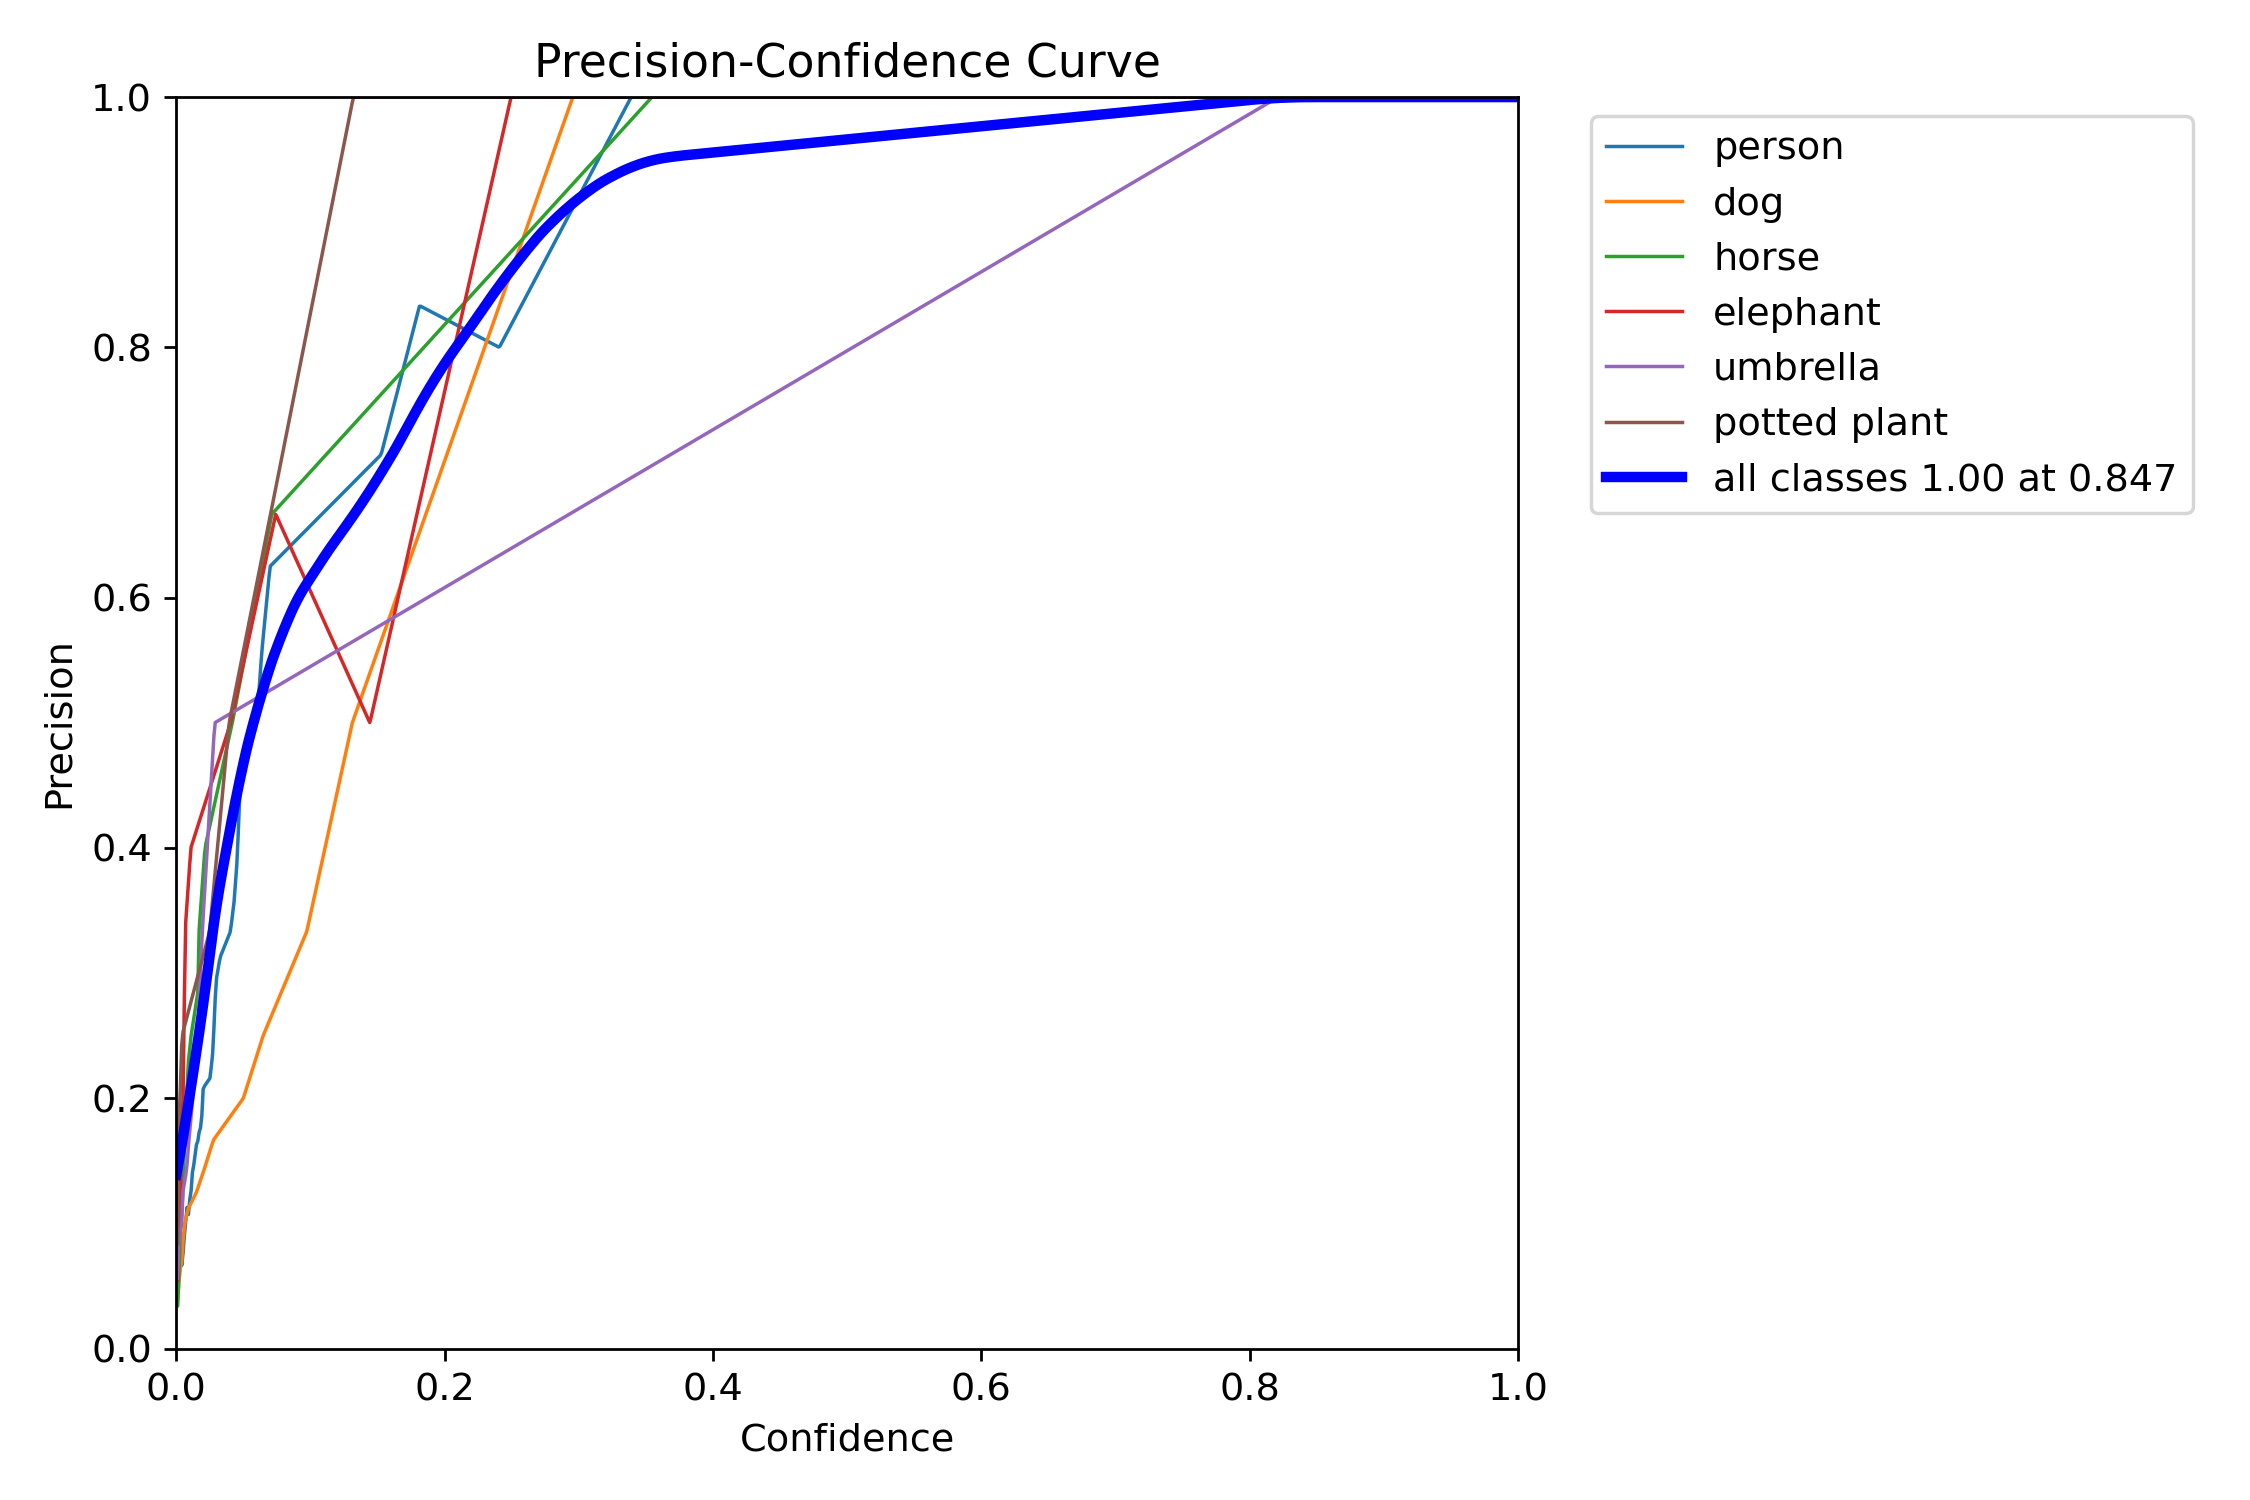 Precision-Confidence Curve
1.0
0.8
0.6
0.4
0.2
0.0
Precision
0.0 0.2 0.4 0.6 0.8 1.0
Confidence
person
dog
horse
elephant
umbrella
potted plant
all classes 1.00 at 0.847